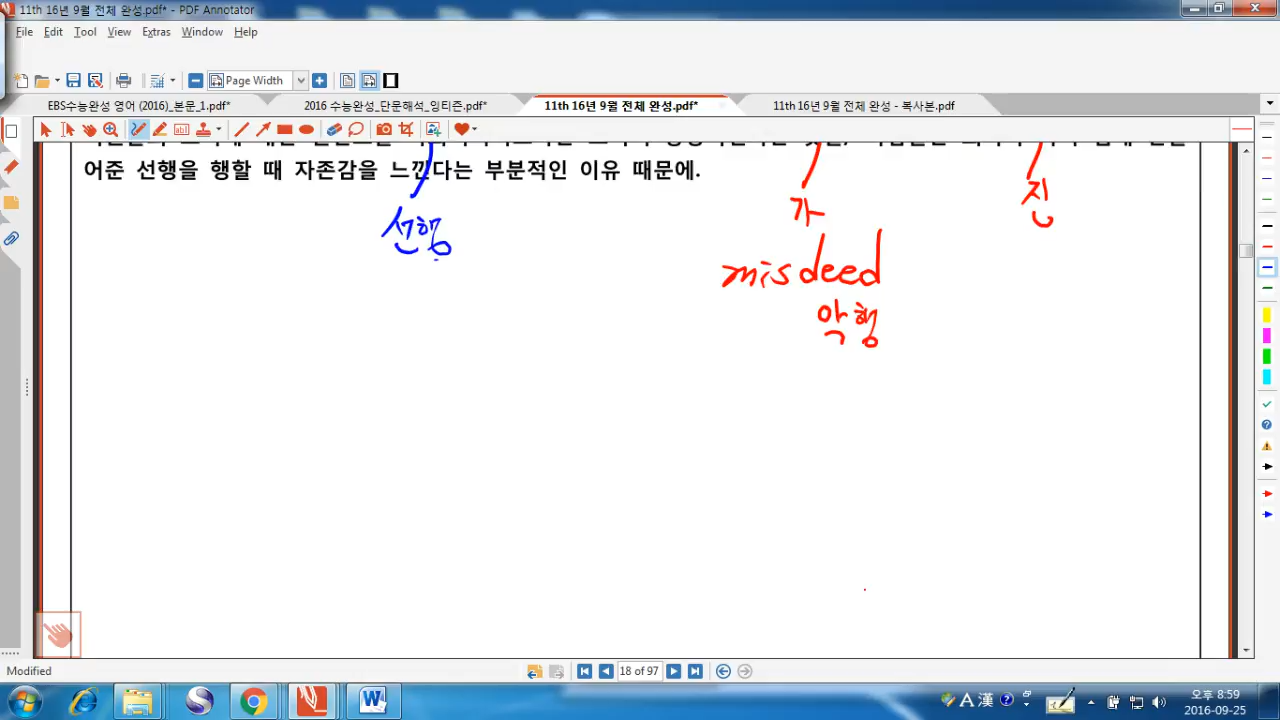 11th 16년 9월 전체 완성.pdf* - PDF Annotator
File Edit Tool View Extras Window Help
Page Width
EBS수능완성 영어 (2016)_본문_1.pdf* 2016 수능완성_단문해석_잉티즌.pdf* 11th 16년 9월 전체 완성.pdf* 11th 16년 9월 전체 완성 - 복사본.pdf
어준 선행을 행할 때 자존감을 느낀다는 부분적인 이유 때문에.
선행 가 진
misdeed
악행
Modified 18 of 97
A 漢 오후 8:59
2016-09-25